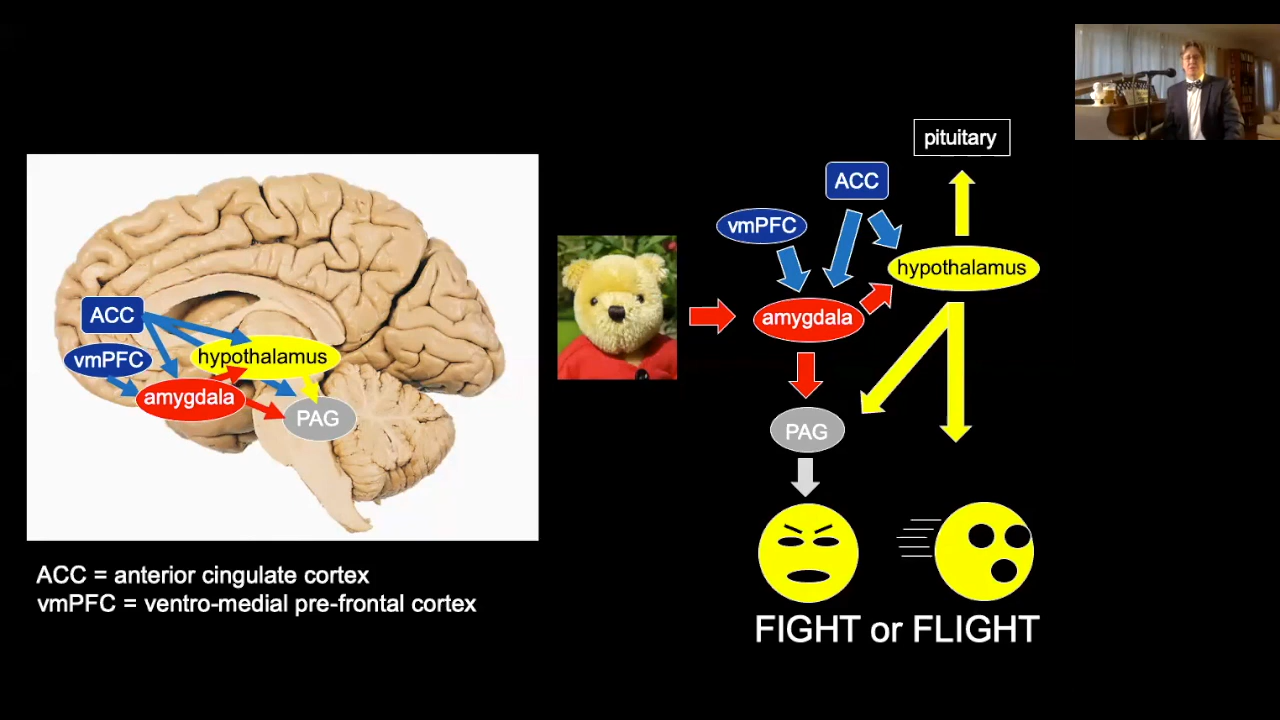 ACC
vmPFC
hypothalamus
amygdala
PAG
ACC = anterior cingulate cortex
vmPFC = ventro-medial pre-frontal cortex
pituitary
ACC
vmPFC
hypothalamus
amygdala
PAG
FIGHT or FLIGHT